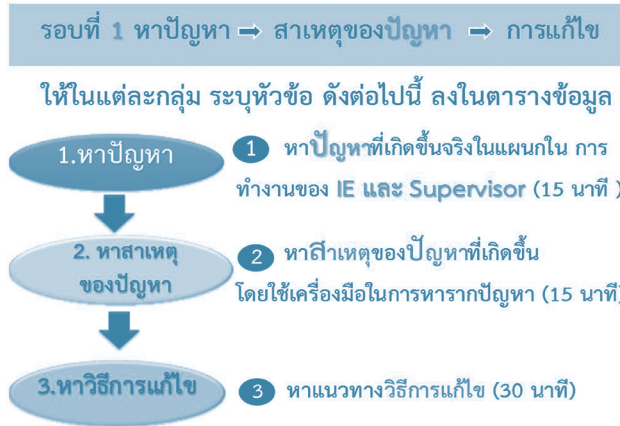 รอบที่ 1 หาปัญหา ➡ สาเหตุของปัญหา ➡ การแก้ไข
ให้ในแต่ละกลุ่ม ระบุหัวข้อ ดังต่อไปนี้ ลงในตารางข้อมูล
1.หาปัญหา
1 หาปัญหาที่เกิดขึ้นจริงในแผนกใน การ
ทำงานของ IE และ Supervisor (15 นาที )
2. หาสาเหตุ
ของปัญหา
2 หาสาเหตุของปัญหาที่เกิดขึ้น
โดยใช้เครื่องมือในการหารากปัญหา (15 นาที)
3.หาวิธีการแก้ไข
3 หาแนวทางวิธีการแก้ไข (30 นาที)